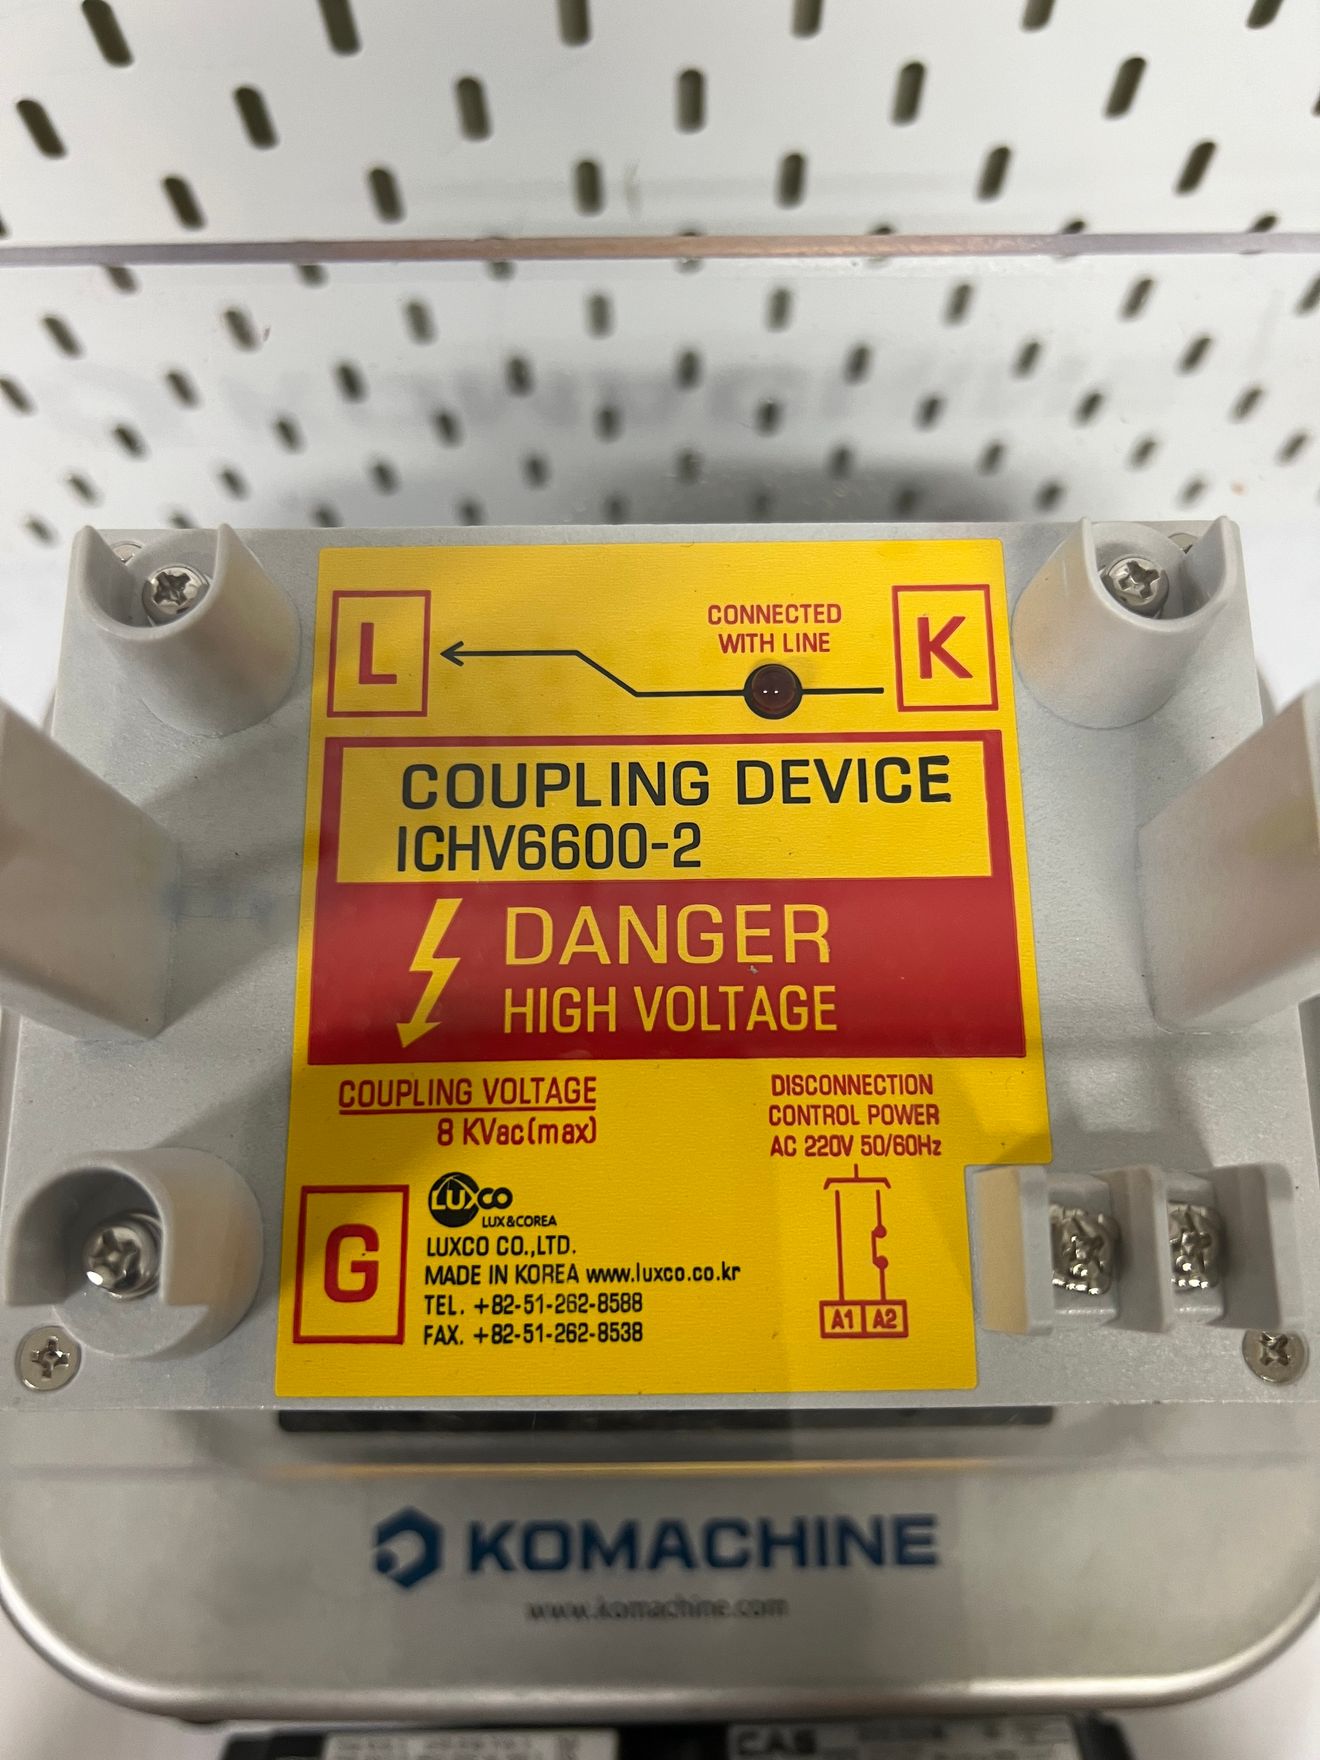 L
CONNECTED
WITH LINE
K
COUPLING DEVICE
ICHV6600-2
DANGER
HIGH VOLTAGE
COUPLING VOLTAGE
8 KVac(max)
DISCONNECTION
CONTROL POWER
AC 220V 50/60Hz
G
LUXCO
LUX&COREA
LUXCO CO.,LTD.
MADE IN KOREA www.luxco.co.kr
TEL. +82-51-262-8588
FAX. +82-51-262-8538
A1 A2
KOMACHINE
www.komachine.com
CAS